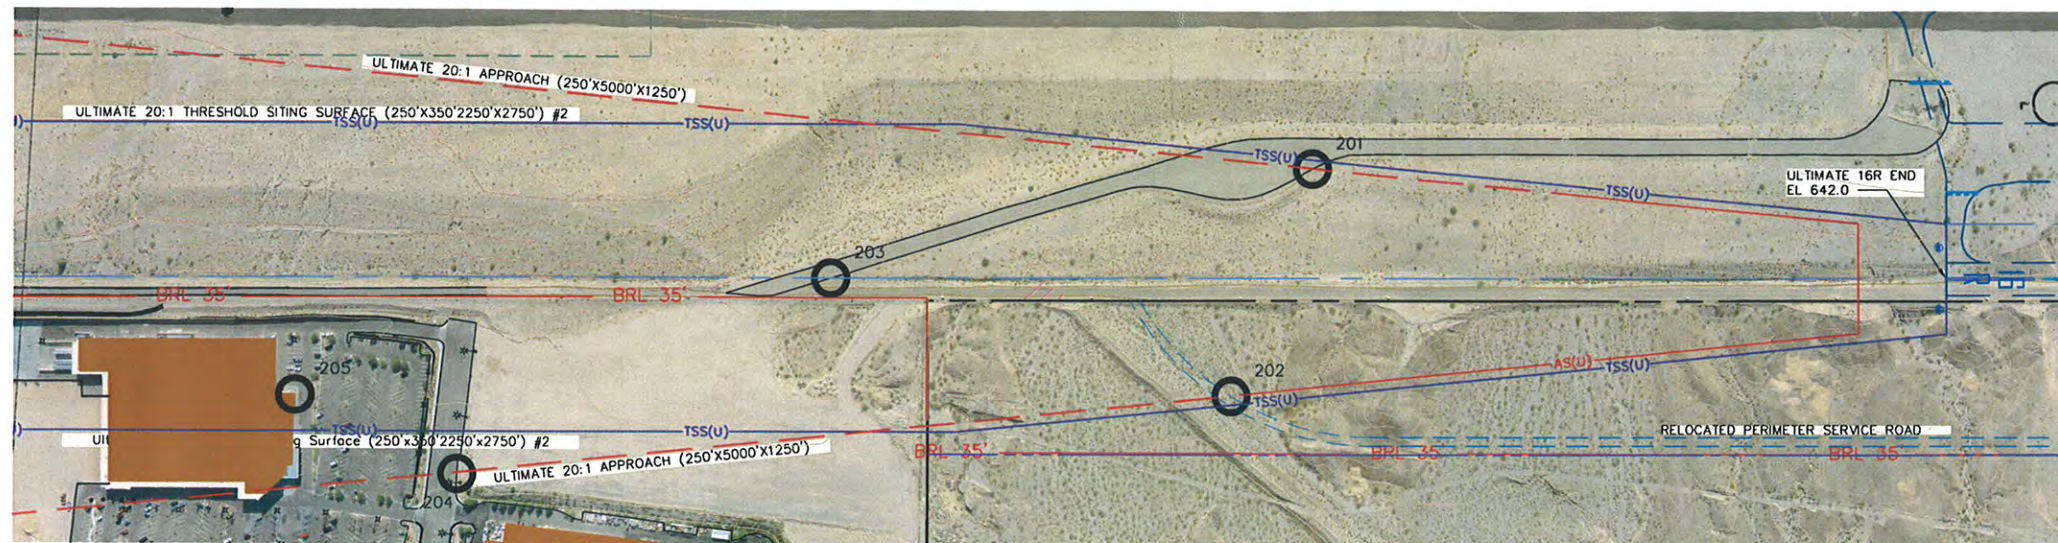 ULTIMATE 20:1 APPROACH (250'X5000'X1250')
ULTIMATE 20:1 THRESHOLD SITING SURFACE (250'X350'2250'X2750') #2
TSS(U)
TSS(U)
TSS(U)
TSS(U)
201
ULTIMATE 16R END
EL 642.0
203
BRL 35'
BRL 35'
16
R
205
202
AS(U)
TSS(U)
TSS(U)
TSS(U)
g Surface (250'x350'2250'x2750') #2
RELOCATED PERIMETER SERVICE ROAD
BRL 35'
BRL 35'
BRL 35'
ULTIMATE 20:1 APPROACH (250'X5000'X1250')
204